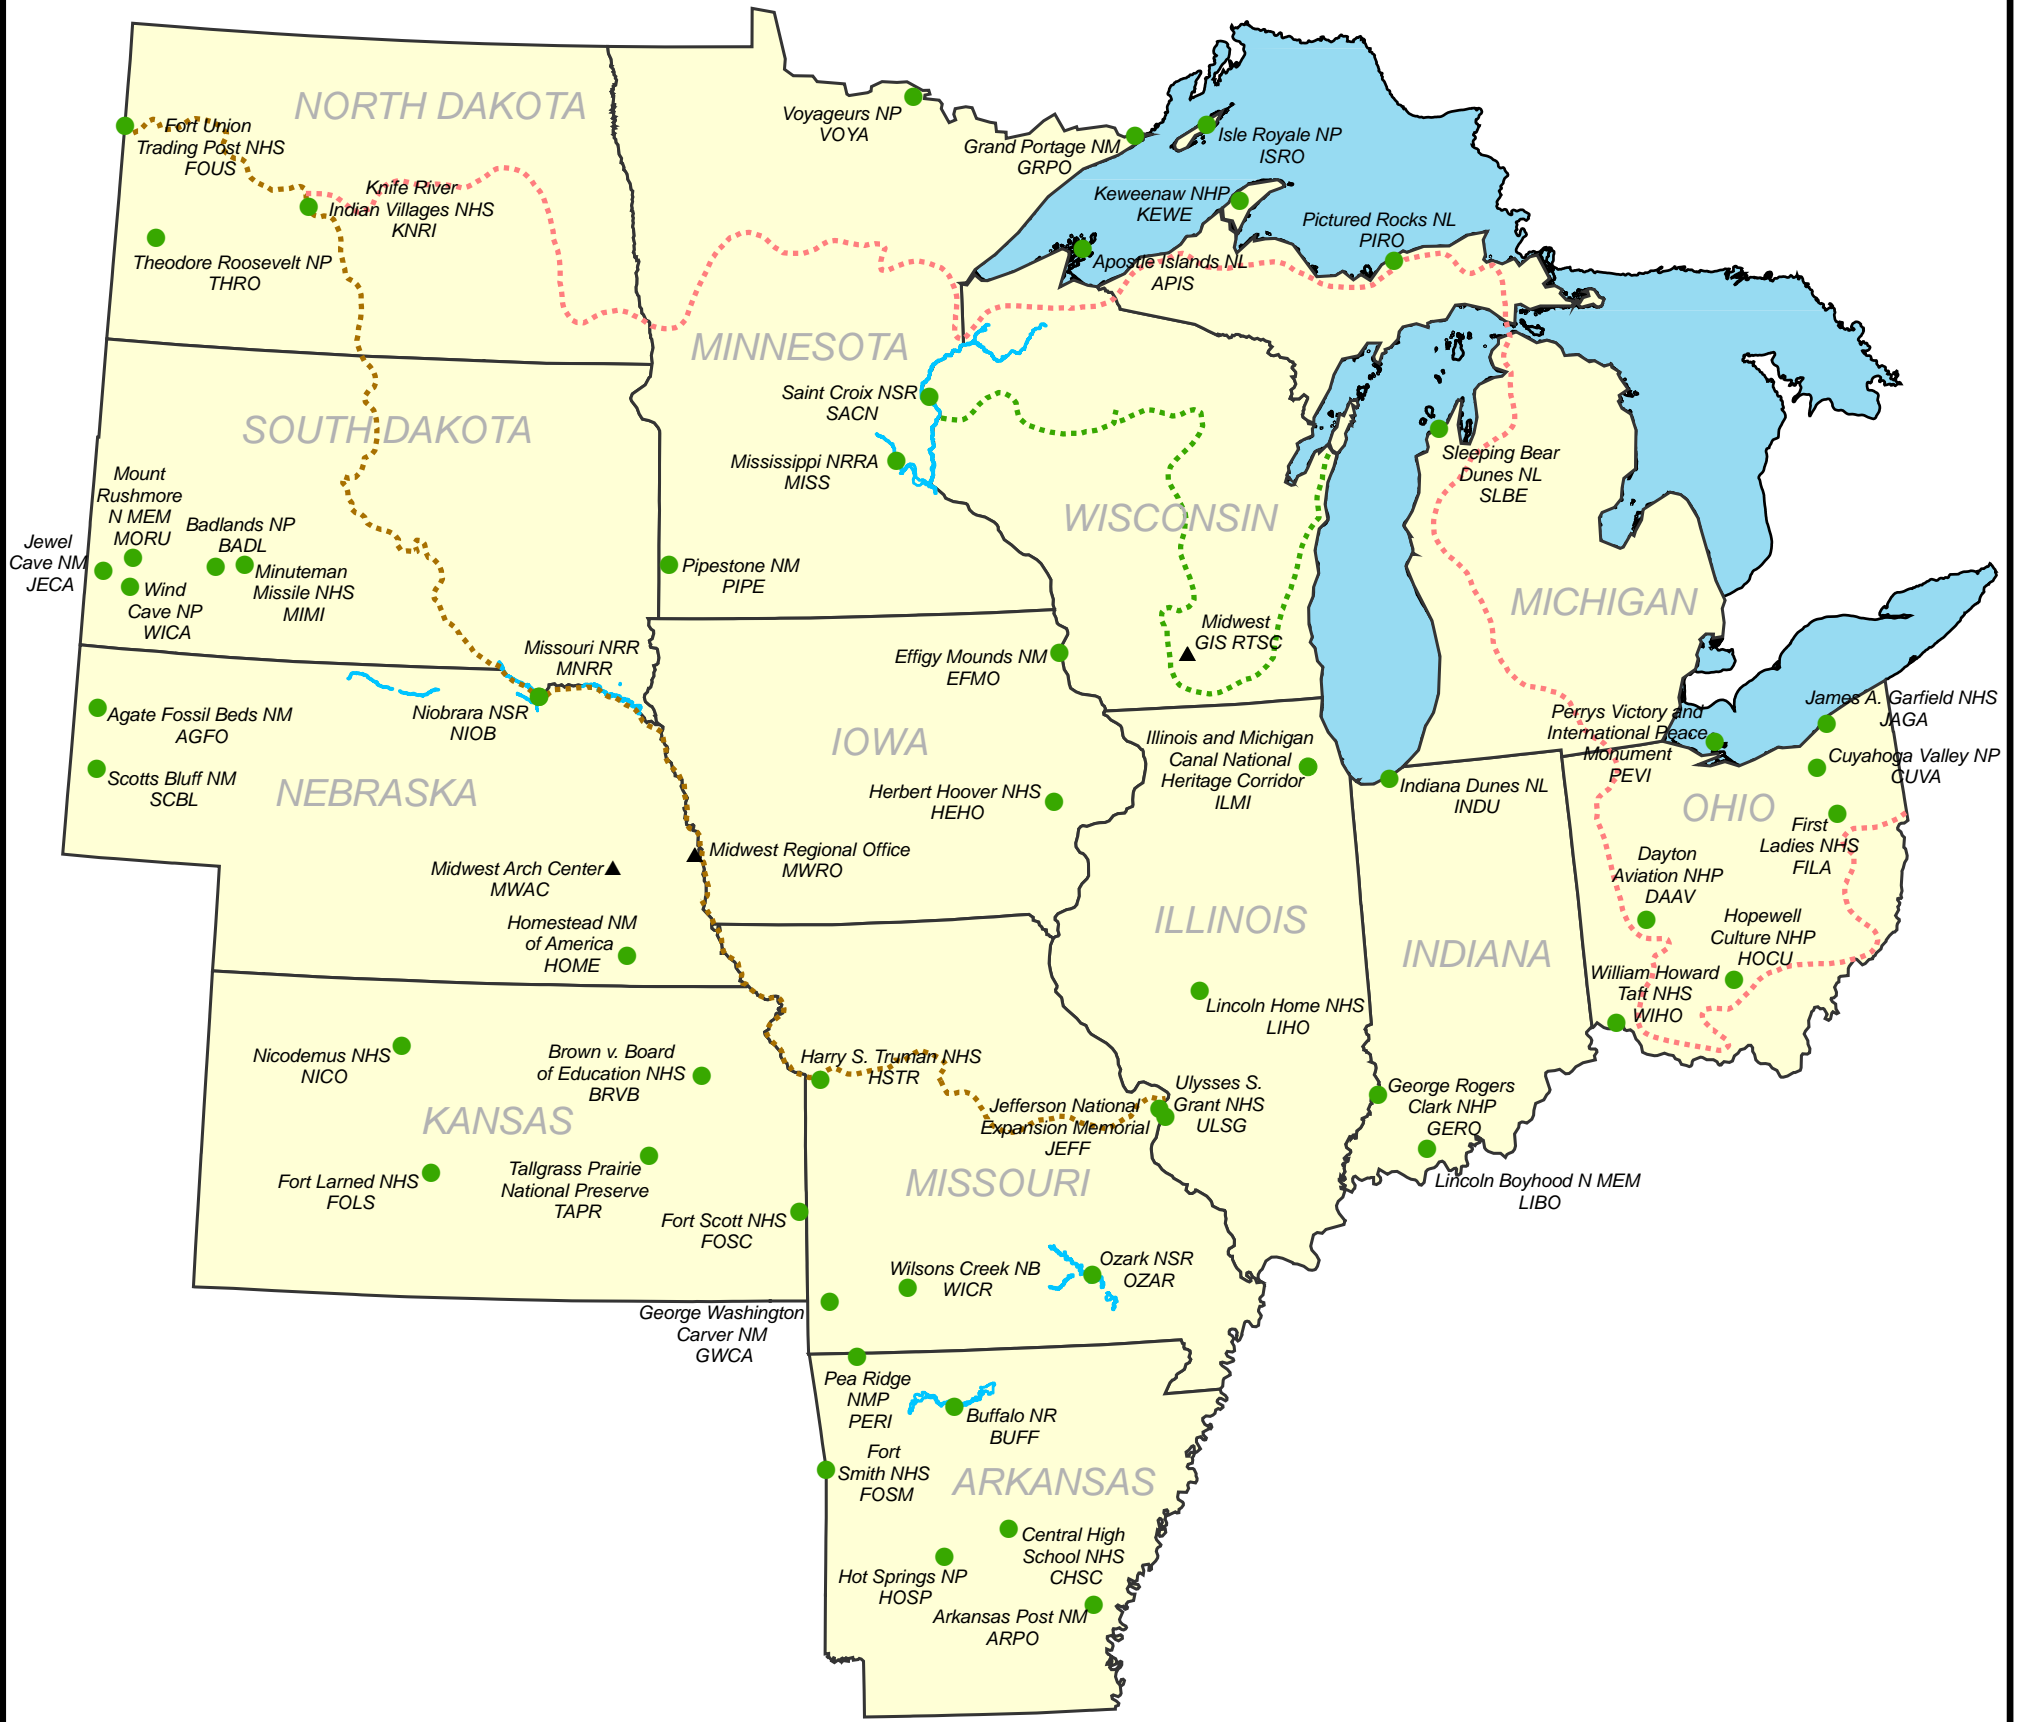 NORTH DAKOTA
Fort Union
Trading Post NHS
FOUS
Knife River
Indian Villages NHS
KNRI
Theodore Roosevelt NP
THRO
Voyageurs NP
VOYA
Grand Portage NM
GRPO
Isle Royale NP
ISRO
Keweenaw NHP
KEWE
Pictured Rocks NL
PIRO
Apostle Islands NL
APIS
MINNESOTA
Saint Croix NSR
SACN
Mississippi NRRA
MISS
Pipestone NM
PIPE
SOUTH DAKOTA
Mount
Rushmore
N MEM
MORU
Jewel
Cave NM
JECA
Badlands NP
BADL
Wind
Cave NP
WICA
Minuteman
Missile NHS
MIMI
WISCONSIN
Midwest
GIS RTSC
Sleeping Bear
Dunes NL
SLBE
MICHIGAN
Missouri NRR
MNRR
Niobrara NSR
NIOB
Agate Fossil Beds NM
AGFO
Scotts Bluff NM
SCBL
NEBRASKA
Midwest Arch Center
MWAC
Homestead NM
of America
HOME
Effigy Mounds NM
EFMO
IOWA
Herbert Hoover NHS
HEHO
Midwest Regional Office
MWRO
Illinois and Michigan
Canal National
Heritage Corridor
ILMI
ILLINOIS
Lincoln Home NHS
LIHO
Indiana Dunes NL
INDU
INDIANA
George Rogers
Clark NHP
GERO
Lincoln Boyhood N MEM
LIBO
Perrys Victory and
International Peace
Monument
PEVI
James A. Garfield NHS
JAGA
Cuyahoga Valley NP
CUVA
OHIO
First
Ladies NHS
FILA
Dayton
Aviation NHP
DAAV
Hopewell
Culture NHP
HOCU
William Howard
Taft NHS
WIHO
Nicodemus NHS
NICO
Brown v. Board
of Education NHS
BRVB
KANSAS
Fort Larned NHS
FOLS
Tallgrass Prairie
National Preserve
TAPR
Fort Scott NHS
FOSC
Harry S. Truman NHS
HSTR
Jefferson National
Expansion Memorial
JEFF
Ulysses S.
Grant NHS
ULSG
MISSOURI
Wilsons Creek NB
WICR
Ozark NSR
OZAR
George Washington
Carver NM
GWCA
Pea Ridge
NMP
PERI
Buffalo NR
BUFF
Fort
Smith NHS
FOSM
ARKANSAS
Central High
School NHS
CHSC
Hot Springs NP
HOSP
Arkansas Post NM
ARPO